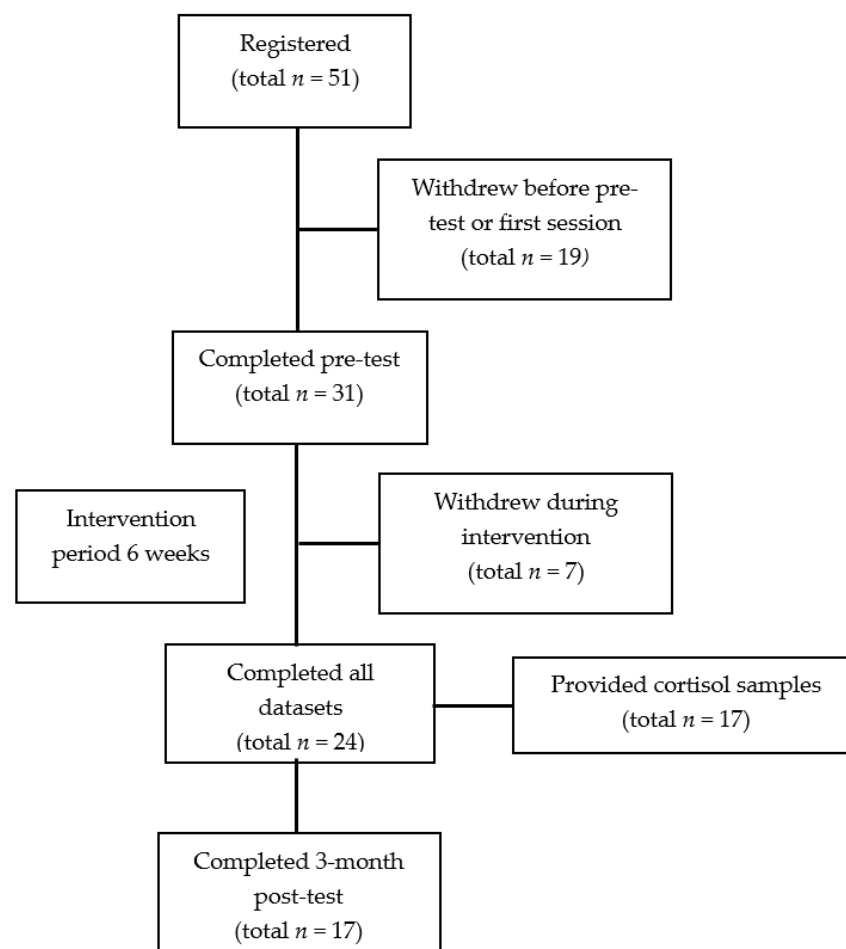 Registered
(total n = 51)
Withdrew before pre-
test or first session
(total n = 19)
Completed pre-test
(total n = 31)
Intervention
period 6 weeks
Withdrew during
intervention
(total n = 7)
Completed all
datasets
(total n = 24)
Provided cortisol samples
(total n = 17)
Completed 3-month
post-test
(total n = 17)